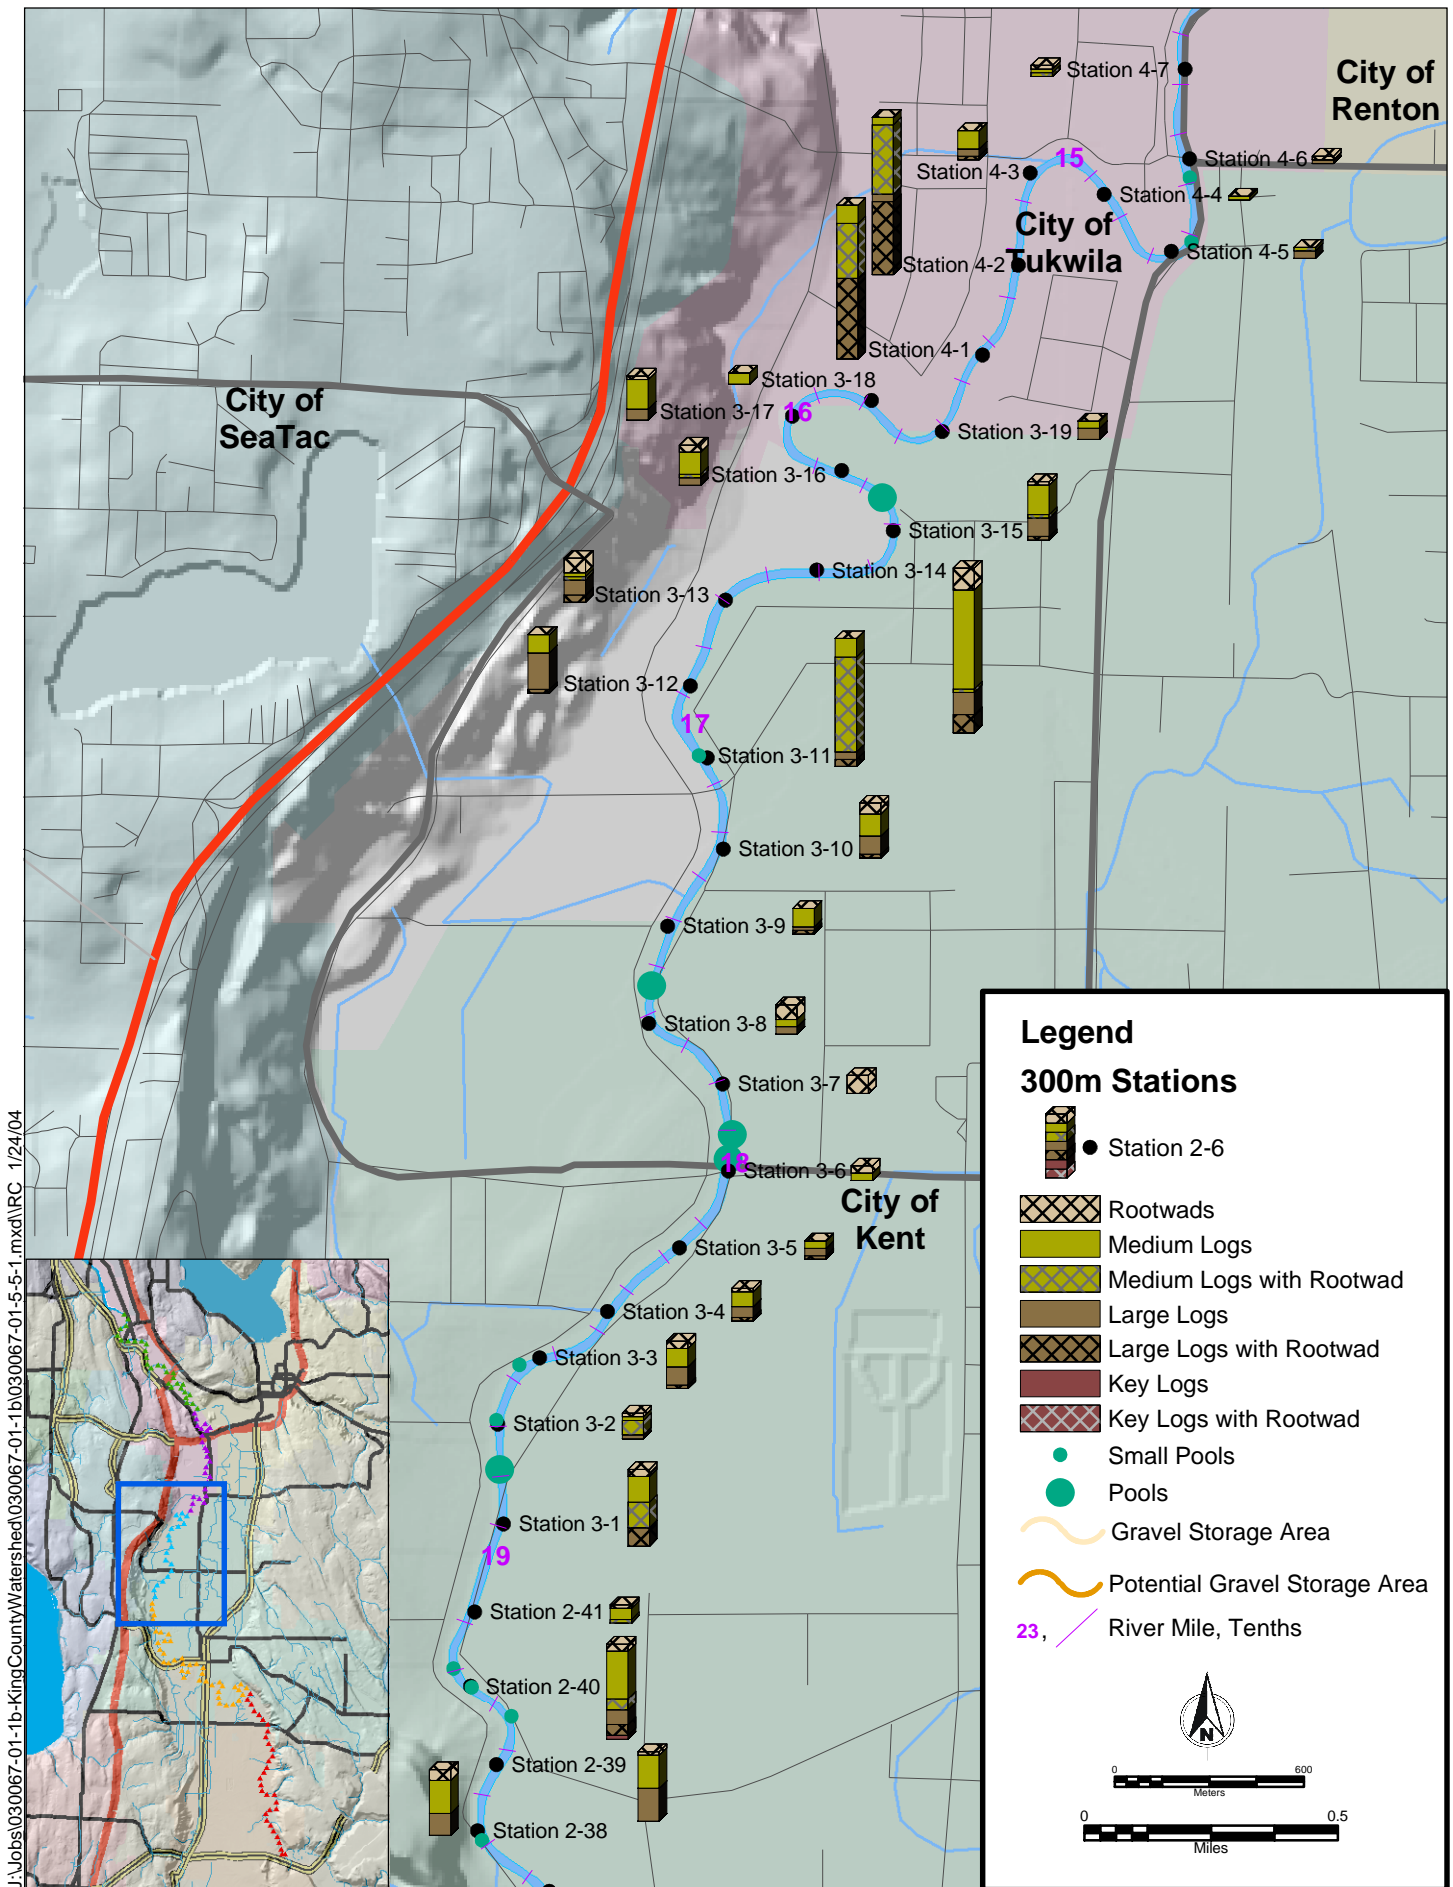 Station 4-7
City of
Renton
Station 4-6
15
Station 4-3
Station 4-4
City of
Tukwila
Station 4-5
Station 4-2
Station 4-1
Station 3-18
City of
SeaTac
Station 3-17
16
Station 3-19
Station 3-16
Station 3-15
Station 3-14
Station 3-13
Station 3-12
17
Station 3-11
Station 3-10
Station 3-9
Station 3-8
Station 3-7
18
Station 3-6
City of
Kent
Station 3-5
Station 3-4
Station 3-3
Station 3-2
Station 3-1
19
Station 2-41
Station 2-40
Station 2-39
Station 2-38
Legend
300m Stations
Station 2-6
Rootwads
Medium Logs
Medium Logs with Rootwad
Large Logs
Large Logs with Rootwad
Key Logs
Key Logs with Rootwad
Small Pools
Pools
Gravel Storage Area
Potential Gravel Storage Area
23, River Mile, Tenths
N
0 600
Meters
0 0.5
Miles
J:\Jobs\030067-01-1b-KingCountyWatershed\030067-01-1b\030067-01-5-5-1.mxd\\RC 1/24/04